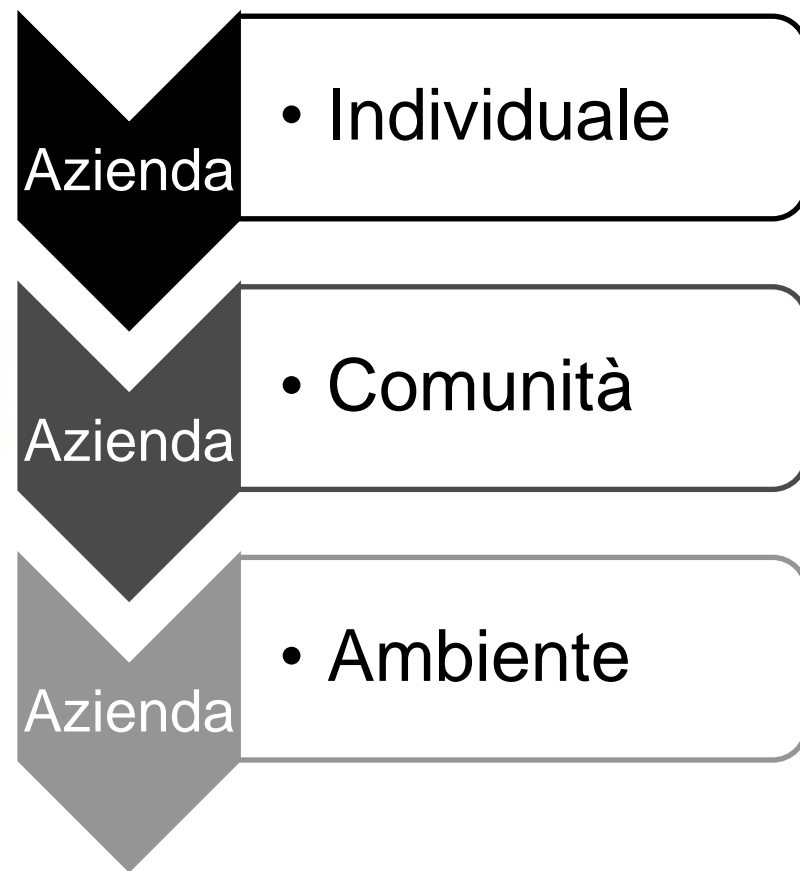 Azienda
• Individuale
Azienda
• Comunità
Azienda
• Ambiente